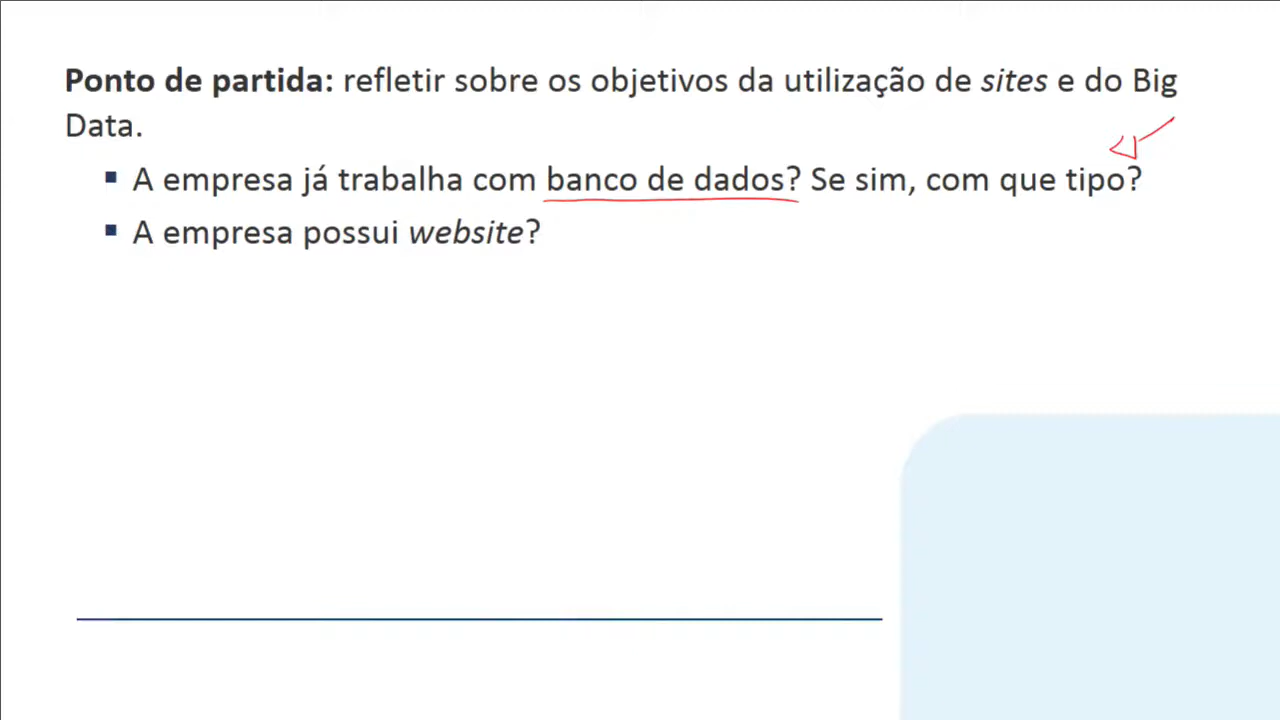 Ponto de partida: refletir sobre os objetivos da utilização de sites e do Big
Data.
▪ A empresa já trabalha com banco de dados? Se sim, com que tipo?
▪ A empresa possui website?